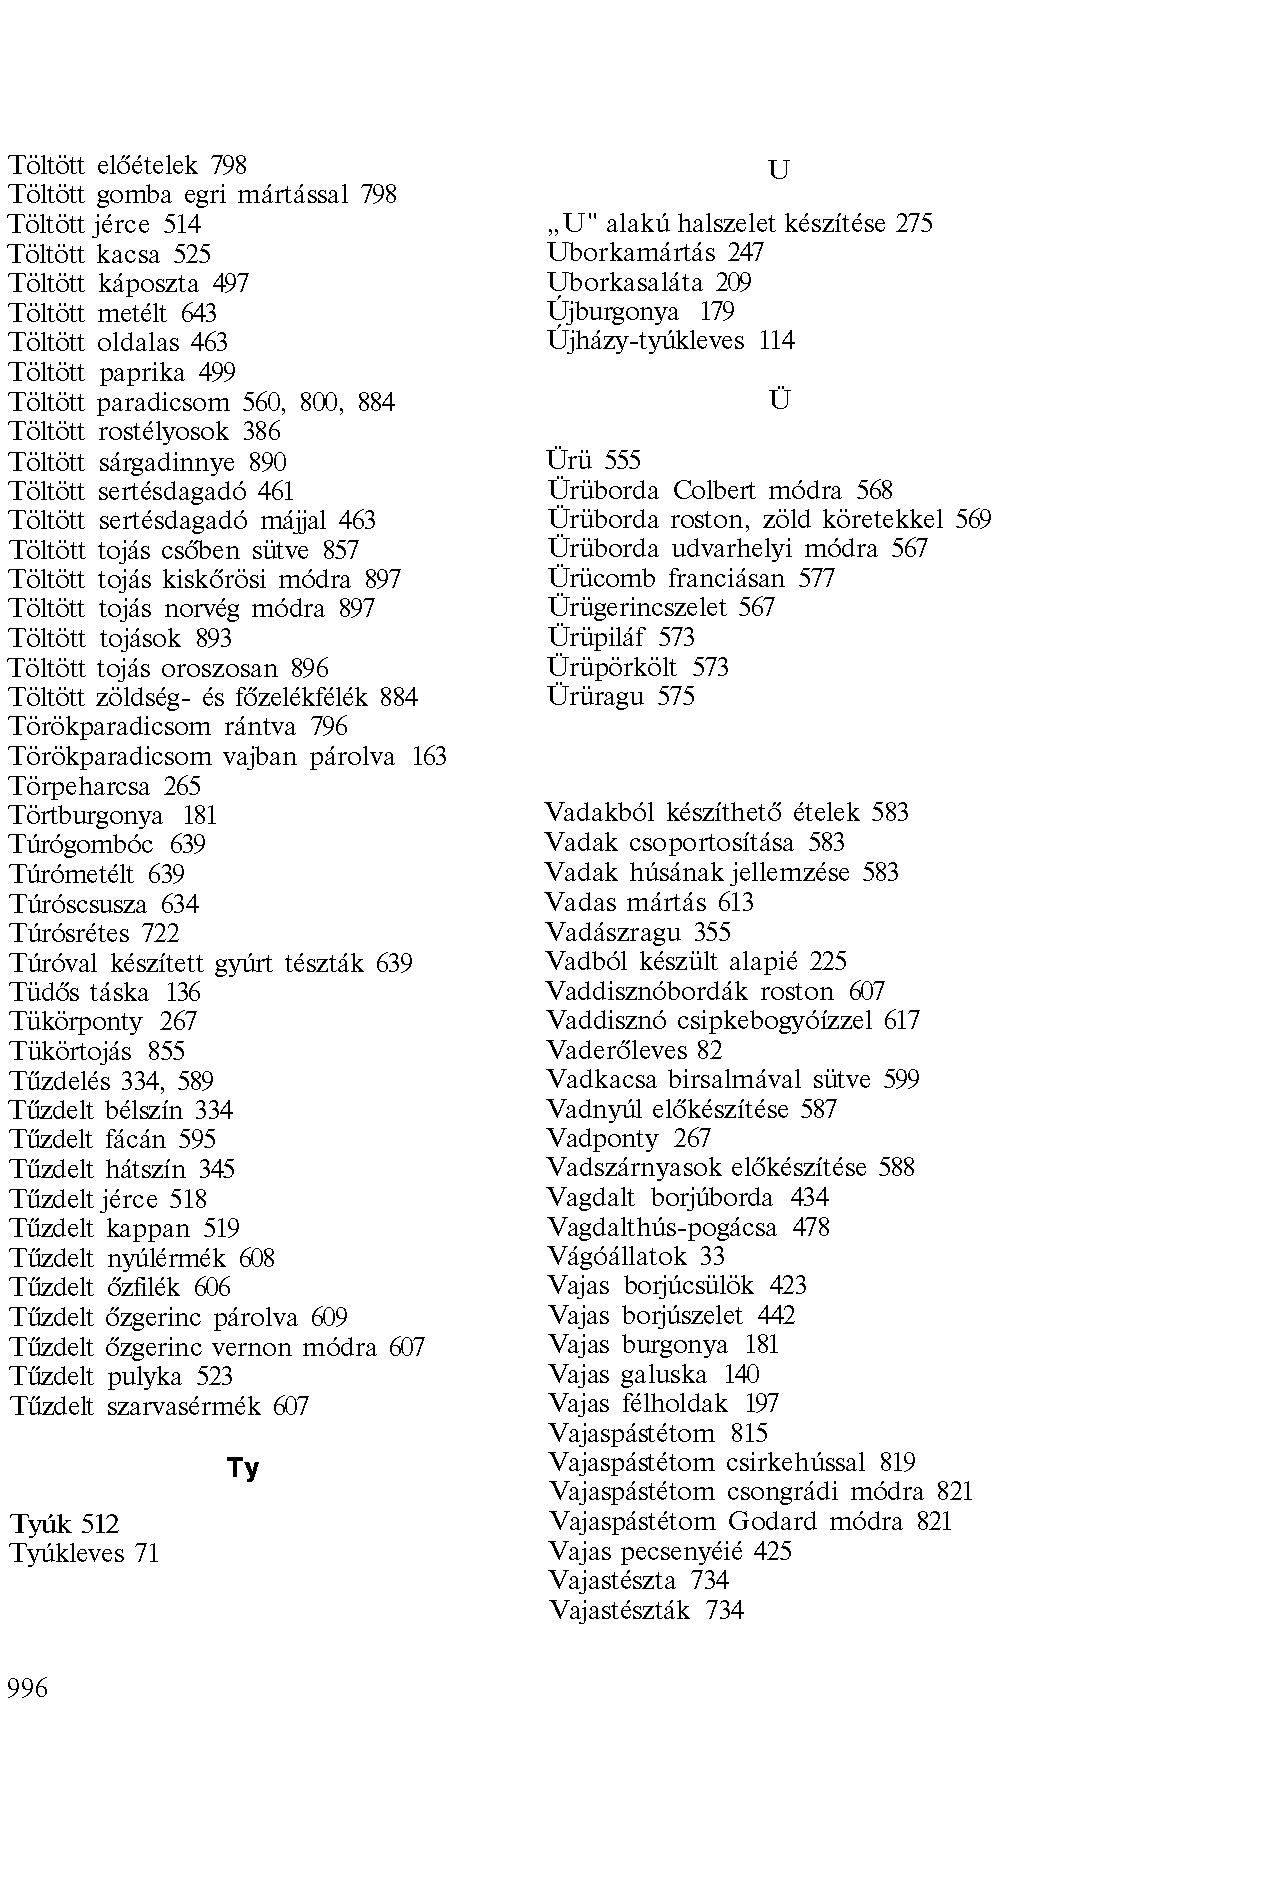 Töltött előételek 798
Töltött gomba egri mártással 798
Töltött jérce 514
Töltött kacsa 525
Töltött káposzta 497
Töltött metélt 643
Töltött oldalas 463
Töltött paprika 499
Töltött paradicsom 560, 800, 884
Töltött rostélyosok 386
Töltött sárgadinnye 890
Töltött sertésdagadó 461
Töltött sertésdagadó májjal 463
Töltött tojás csőben sütve 857
Töltött tojás kiskőrösi módra 897
Töltött tojás norvég módra 897
Töltött tojások 893
Töltött tojás oroszosan 896
Töltött zöldség- és főzelékfélék 884
Törökparadicsom rántva 796
Törökparadicsom vajban párolva 163
Törpeharcsa 265
Törtburgonya 181
Túrógombóc 639
Túrómetélt 639
Túróscsusza 634
Túrósrétes 722
Túróval készített gyúrt tészták 639
Tüdős táska 136
Tükörponty 267
Tükörtojás 855
Tűzdelés 334, 589
Tűzdelt bélszín 334
Tűzdelt fácán 595
Tűzdelt hátszín 345
Tűzdelt jérce 518
Tűzdelt kappan 519
Tűzdelt nyúlérmék 608
Tűzdelt őzfilék 606
Tűzdelt őzgerinc párolva 609
Tűzdelt őzgerinc vernon módra 607
Tűzdelt pulyka 523
Tűzdelt szarvasérmék 607
Ty
Tyúk 512
Tyúkleves 71
U
„U" alakú halszelet készítése 275
Uborkamártás 247
Uborkasaláta 209
Újburgonya 179
Újházy-tyúkleves 114
Ü
Ürü 555
Ürüborda Colbert módra 568
Ürüborda roston, zöld köretekkel 569
Ürüborda udvarhelyi módra 567
Ürücomb franciásan 577
Ürügerincszelet 567
Ürüpiláf 573
Ürüpörkölt 573
Ürüragu 575
Vadakból készíthető ételek 583
Vadak csoportosítása 583
Vadak húsának jellemzése 583
Vadas mártás 613
Vadászragu 355
Vadból készült alapié 225
Vaddisznóbordák roston 607
Vaddisznó csipkebogyóízzel 617
Vaderőleves 82
Vadkacsa birsalmával sütve 599
Vadnyúl előkészítése 587
Vadponty 267
Vadszárnyasok előkészítése 588
Vagdalt borjúborda 434
Vagdalthús-pogácsa 478
Vágóállatok 33
Vajas borjúcsülök 423
Vajas borjúszelet 442
Vajas burgonya 181
Vajas galuska 140
Vajas félholdak 197
Vajaspástétom 815
Vajaspástétom csirkehússal 819
Vajaspástétom csongrádi módra 821
Vajaspástétom Godard módra 821
Vajas pecsenyéié 425
Vajastészta 734
Vajastészták 734
996